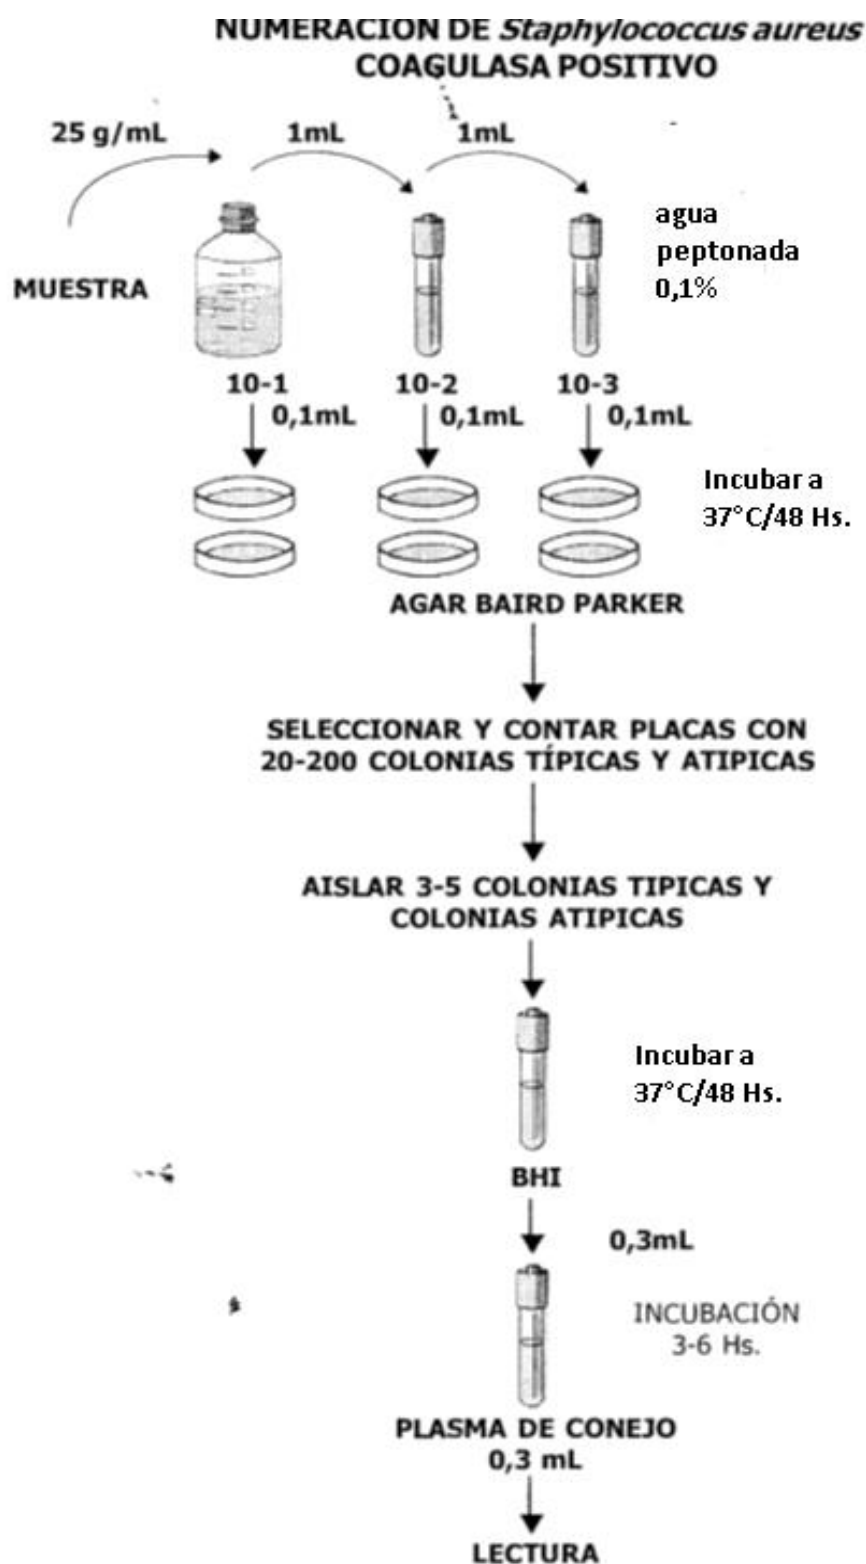 NUMERACION DE Staphylococcus aureus
COAGULASA POSITIVO
25 g/mL
1mL
1mL
MUESTRA
agua
peptonada
0,1%
10-1
10-2
10-3
0,1mL
0,1mL
0,1mL
Incubar a
37°C/48 Hs.
AGAR BAIRD PARKER
SELECCIONAR Y CONTAR PLACAS CON
20-200 COLONIAS TÍPICAS Y ATIPICAS
AISLAR 3-5 COLONIAS TIPICAS Y
COLONIAS ATIPICAS
Incubar a
37°C/48 Hs.
BHI
0,3mL
INCUBACIÓN
3-6 Hs.
PLASMA DE CONEJO
0,3 mL
LECTURA